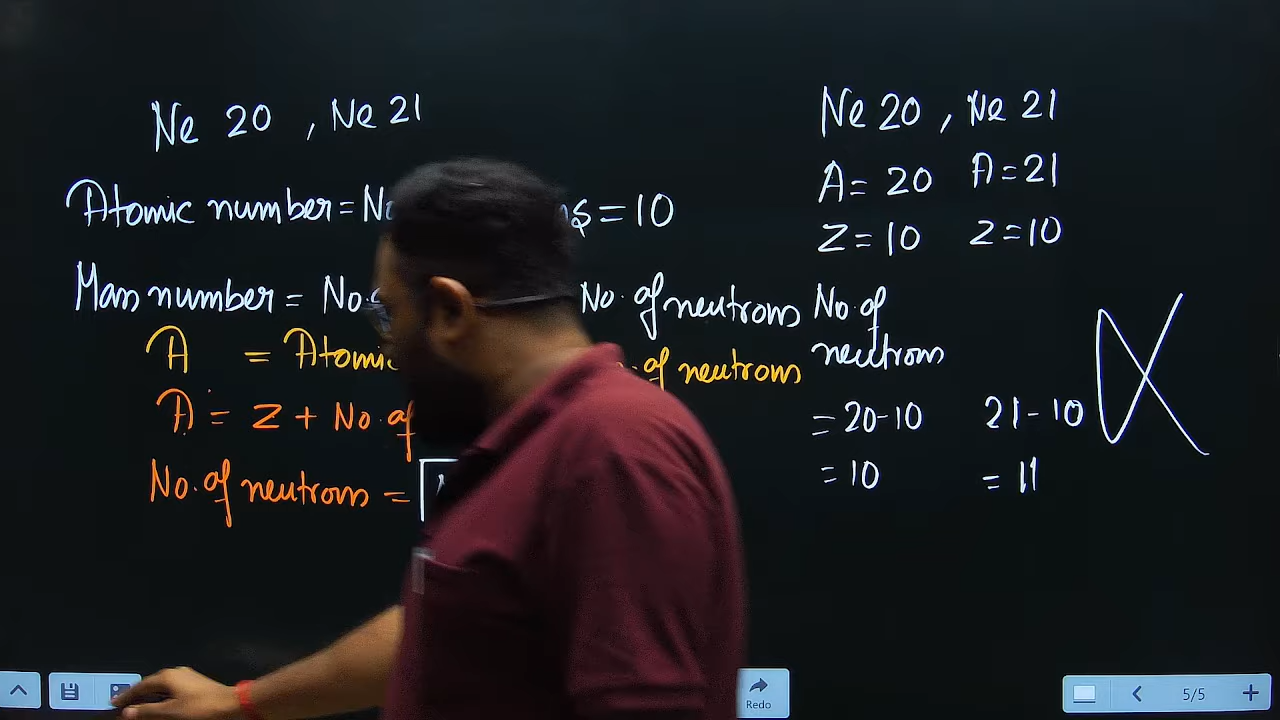 Ne 20 , Ne 21
Atomic number = No = 10
Mass number = No. No. of neutrons
A = Atomic of neutrons
A = Z + No. of
No. of neutrons =
Ne 20 , Ne 21
A = 20 A = 21
Z = 10 Z = 10
No. of
neutrons
= 20 - 10 21 - 10
= 10 = 11
Redo
5/5